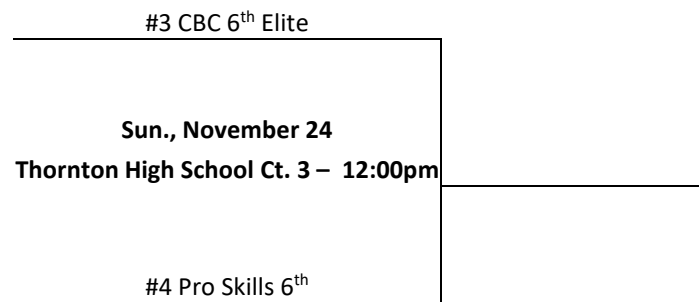 #3 CBC 6th Elite
Sun., November 24
Thornton High School Ct. 3 – 12:00pm
#4 Pro Skills 6th